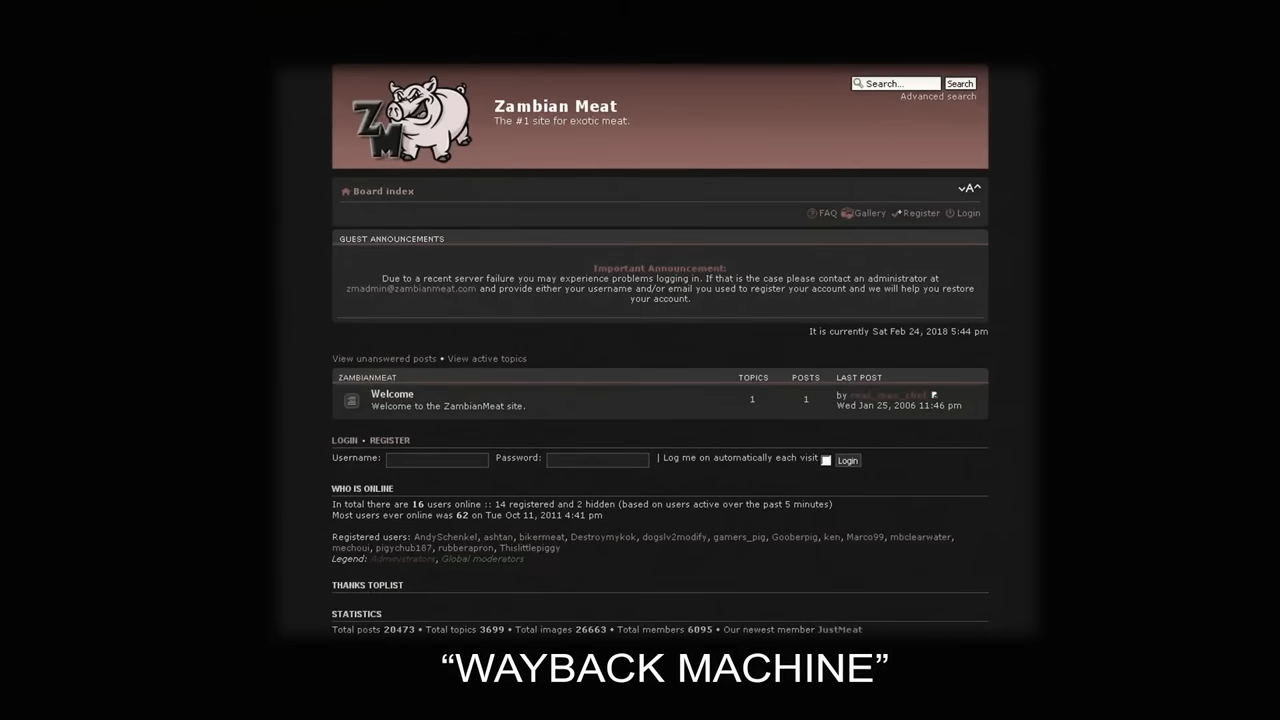 ZM
Zambian Meat
The #1 site for exotic meat.
Search...
Search
Advanced search
Board index
A
FAQ Gallery Register Login
GUEST ANNOUNCEMENTS
Important Announcement:
Due to a recent server failure you may experience problems logging in. If that is the case please contact an administrator at
zmadmin@zambianmeat.com and provide either your username and/or email you used to register your account and we will help you restore
your account.
It is currently Sat Feb 24, 2018 5:44 pm
View unanswered posts • View active topics
ZAMBIANMEAT TOPICS POSTS LAST POST
Welcome
Welcome to the ZambianMeat site.
1 1
by
Wed Jan 25, 2006 11:46 pm
LOGIN • REGISTER
Username: Password: | Log me on automatically each visit Login
WHO IS ONLINE
In total there are 16 users online :: 14 registered and 2 hidden (based on users active over the past 5 minutes)
Most users ever online was 62 on Tue Oct 11, 2011 4:41 pm
Registered users: AndySchenkel, ashtan, bikermeat, Destroymykok, dogslv2modify, gamers_pig, Gooberpig, ken, Marco99, mbclearwater,
mechoui, pigychub187, rubberapron, Thislittlepiggy
Legend: Administrators, Global moderators
THANKS TOPLIST
STATISTICS
Total posts 20473 • Total topics 3699 • Total images 26663 • Total members 6095 • Our newest member JustMeat
“WAYBACK MACHINE”